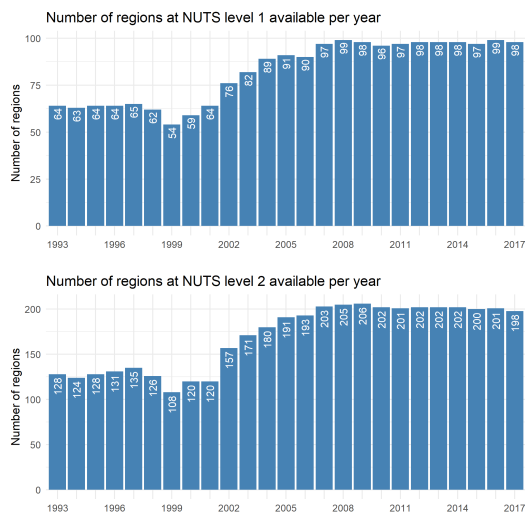 Number of regions at NUTS level 1 available per year
Number of regions
100
75
50
25
0
64 63 64 64 65 62 54 59 64 76 82 89 91 90 97 99 98 96 97 98 98 98 97 99 98
1993 1996 1999 2002 2005 2008 2011 2014 2017
Number of regions at NUTS level 2 available per year
Number of regions
200
150
100
50
0
128 124 128 131 135 126 108 120 120 157 171 180 191 193 203 205 206 202 201 202 202 202 200 201 198
1993 1996 1999 2002 2005 2008 2011 2014 2017